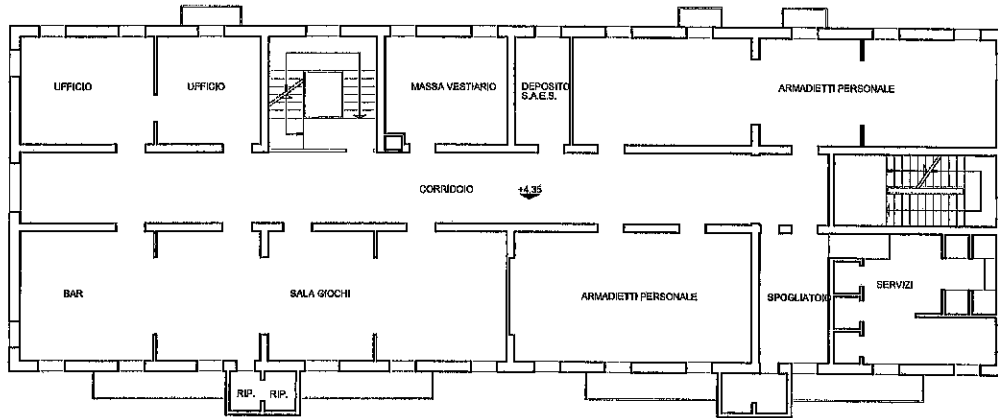 UFFICIO
UFFICIO
MASSA VESTIARIO
DEPOSITO
S.A.E.S.
ARMADIETTI PERSONALE
CORRIDOIO
+4,35
BAR
SALA GIOCHI
ARMADIETTI PERSONALE
SPOGLIATOIO
SERVIZI
RIP.
RIP.